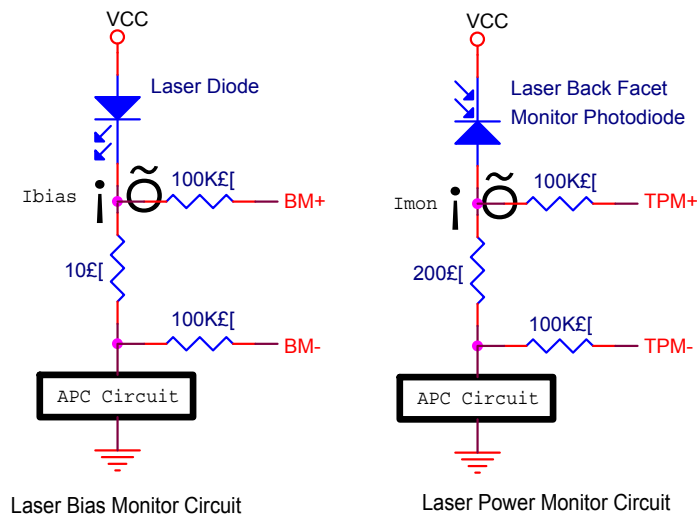 VCC
Laser Diode
Ibias
¡
õ
100K£[
BM+
10£[
100K£[
BM-
APC Circuit
Laser Bias Monitor Circuit
VCC
Laser Back Facet
Monitor Photodiode
Imon
¡
õ
100K£[
TPM+
200£[
100K£[
TPM-
APC Circuit
Laser Power Monitor Circuit